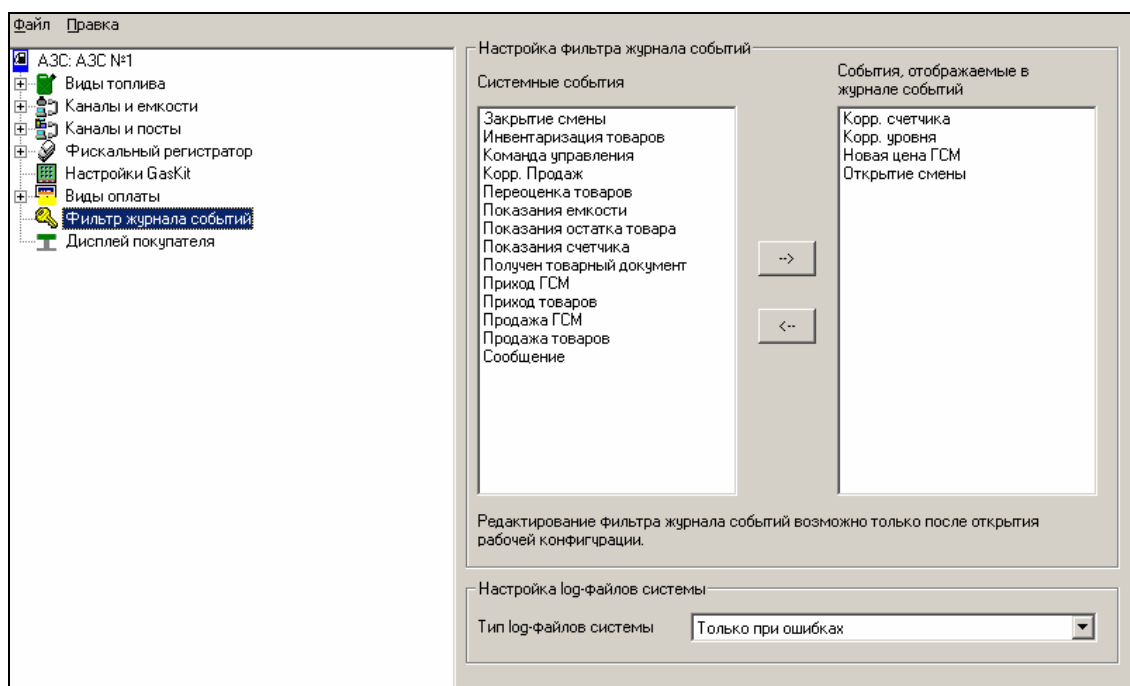 Файл Правка
АЗС: АЗС №1
Виды топлива
Каналы и емкости
Каналы и посты
Фискальный регистратор
Настройки GasKit
Виды оплаты
Фильтр журнала событий
Дисплей покупателя
Настройка фильтра журнала событий
Системные события
Закрытие смены
Инвентаризация товаров
Команда управления
Корр. Продаж
Переоценка товаров
Показания емкости
Показания остатка товара
Показания счетчика
Получен товарный документ
Приход ГСМ
Приход товаров
Продажа ГСМ
Продажа товаров
Сообщение
-->
<--
События, отображаемые в
журнале событий
Корр. счетчика
Корр. уровня
Новая цена ГСМ
Открытие смены
Редактирование фильтра журнала событий возможно только после открытия
рабочей конфигурации.
Настройка log-файлов системы
Тип log-файлов системы
Только при ошибках